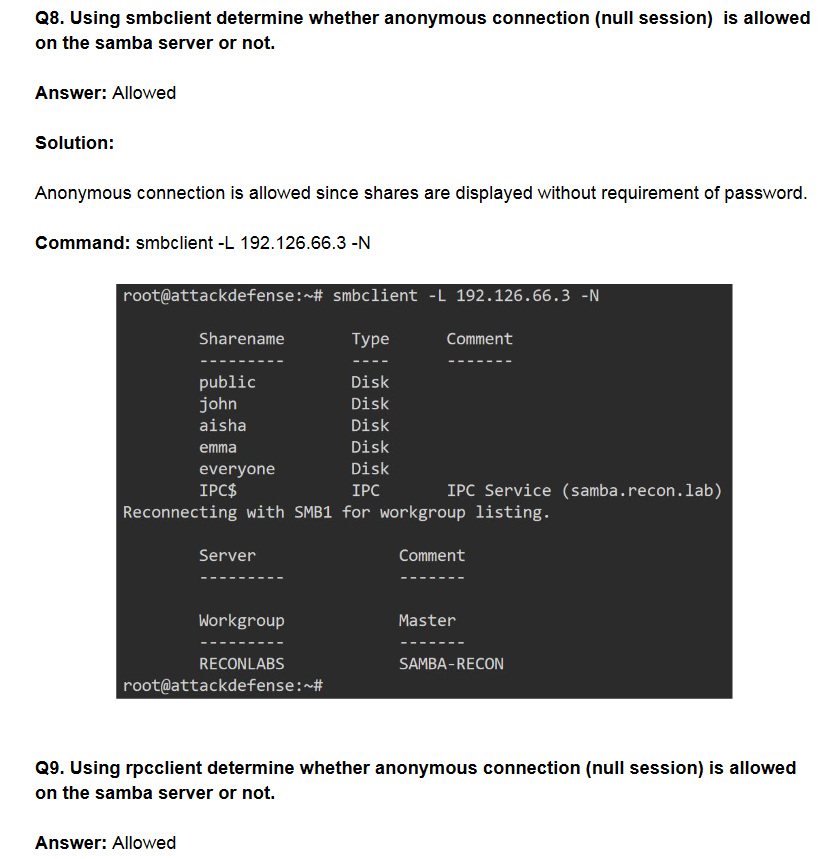 Q8. Using smbclient determine whether anonymous connection (null session)  is allowed
on the samba server or not.
Answer: Allowed
Solution:
Anonymous connection is allowed since shares are displayed without requirement of password.
Command: smbclient -L 192.126.66.3 -N
root@attackdefense:~# smbclient -L 192.126.66.3 -N
Sharename Type Comment
--------- ---- -------
public Disk
john Disk
aisha Disk
emma Disk
everyone Disk
IPC$ IPC IPC Service (samba.recon.lab)
Reconnecting with SMB1 for workgroup listing.
Server Comment
--------- -------
Workgroup Master
--------- -------
RECONLABS SAMBA-RECON
root@attackdefense:~#
Q9. Using rpcclient determine whether anonymous connection (null session) is allowed
on the samba server or not.
Answer: Allowed